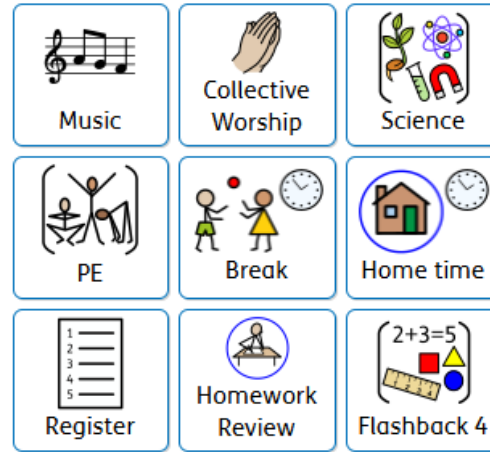 Music
Collective
Worship
Science
PE
Break
Home time
1
2
3
4
5
Register
Homework
Review
2+3=5
Flashback 4